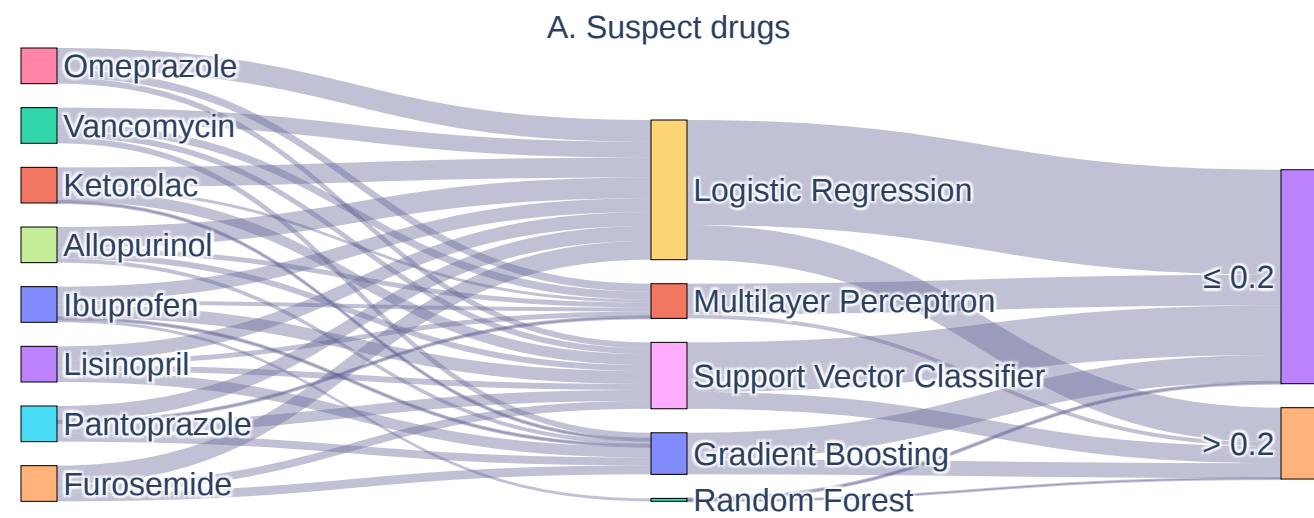 A. Suspect drugs
Omeprazole
Vancomycin
Ketorolac
Allopurinol
Ibuprofen
Lisinopril
Pantoprazole
Furosemide
Logistic Regression
Multilayer Perceptron
Support Vector Classifier
Gradient Boosting
Random Forest
≤ 0.2
> 0.2